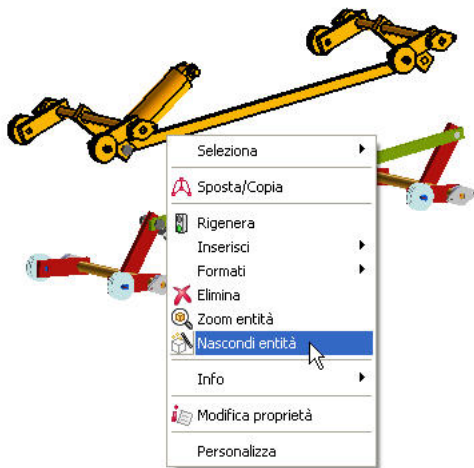 Seleziona
Sposta/Copia
Rigenera
Inserisci
Formati
Elimina
Zoom entità
Nascondi entità
Info
Modifica proprietà
Personalizza